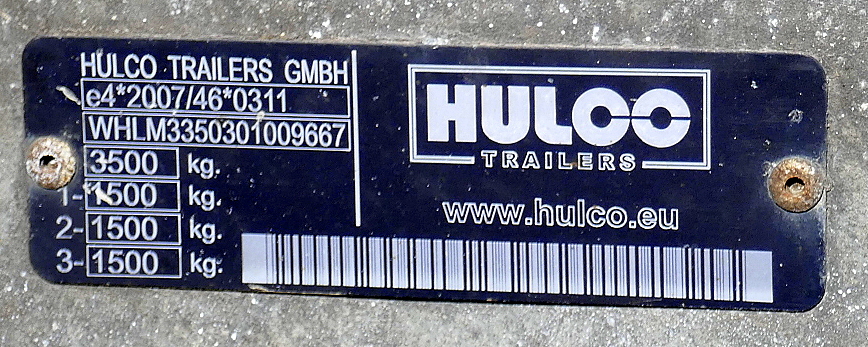 HULCO TRAILERS GMBH
e4*2007/46*0311
WHLM3350301009667
3500 kg.
1-1500 kg.
2-1500 kg.
3-1500 kg.
HULCO
TRAILERS
www.hulco.eu